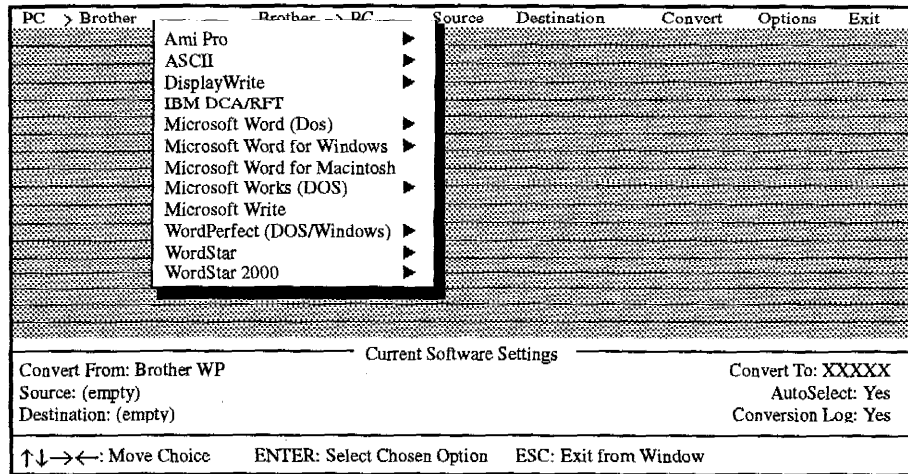 PC -> Brother Brother -> PC Source Destination Convert Options Exit
Ami Pro ▶
ASCII ▶
DisplayWrite ▶
IBM DCA/RFT
Microsoft Word (Dos) ▶
Microsoft Word for Windows ▶
Microsoft Word for Macintosh
Microsoft Works (DOS) ▶
Microsoft Write
WordPerfect (DOS/Windows) ▶
WordStar ▶
WordStar 2000 ▶
Current Software Settings
Convert From: Brother WP Convert To: XXXXX
Source: (empty) AutoSelect: Yes
Destination: (empty) Conversion Log: Yes
↑↓→←: Move Choice ENTER: Select Chosen Option ESC: Exit from Window